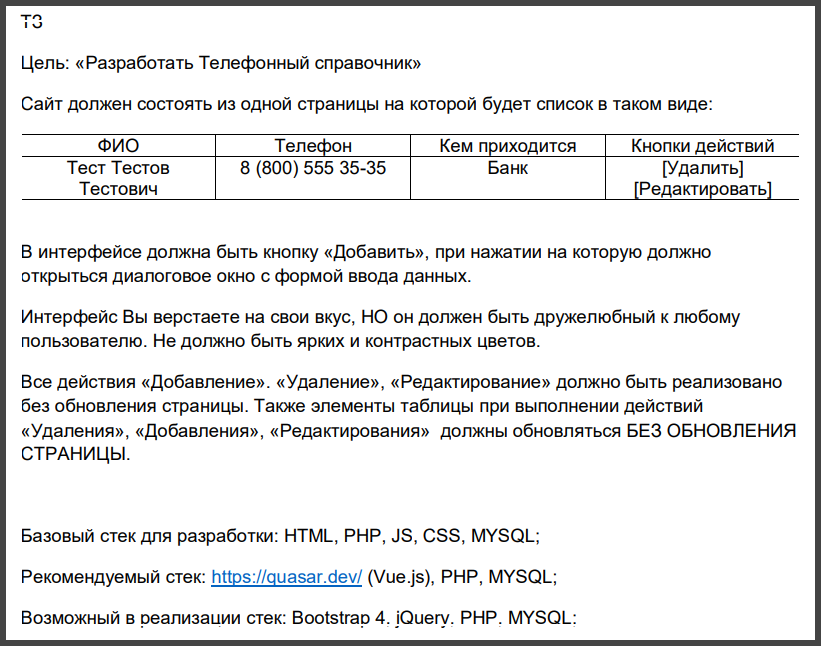 ТЗ
Цель: «Разработать Телефонный справочник»
Сайт должен состоять из одной страницы на которой будет список в таком виде:
ФИО Телефон Кем приходится Кнопки действий
Тест Тестов 8 (800) 555 35-35 Банк [Удалить]
Тестович [Редактировать]
В интерфейсе должна быть кнопку «Добавить», при нажатии на которую должно
открыться диалоговое окно с формой ввода данных.
Интерфейс Вы верстаете на свои вкус, НО он должен быть дружелюбный к любому
пользователю. Не должно быть ярких и контрастных цветов.
Все действия «Добавление». «Удаление», «Редактирование» должно быть реализовано
без обновления страницы. Также элементы таблицы при выполнении действий
«Удаления», «Добавления», «Редактирования» должны обновляться БЕЗ ОБНОВЛЕНИЯ
СТРАНИЦЫ.
Базовый стек для разработки: HTML, PHP, JS, CSS, MYSQL;
Рекомендуемый стек: https://quasar.dev/ (Vue.js), PHP, MYSQL;
Возможный в реализации стек: Bootstrap 4, jQuery, PHP, MYSQL;